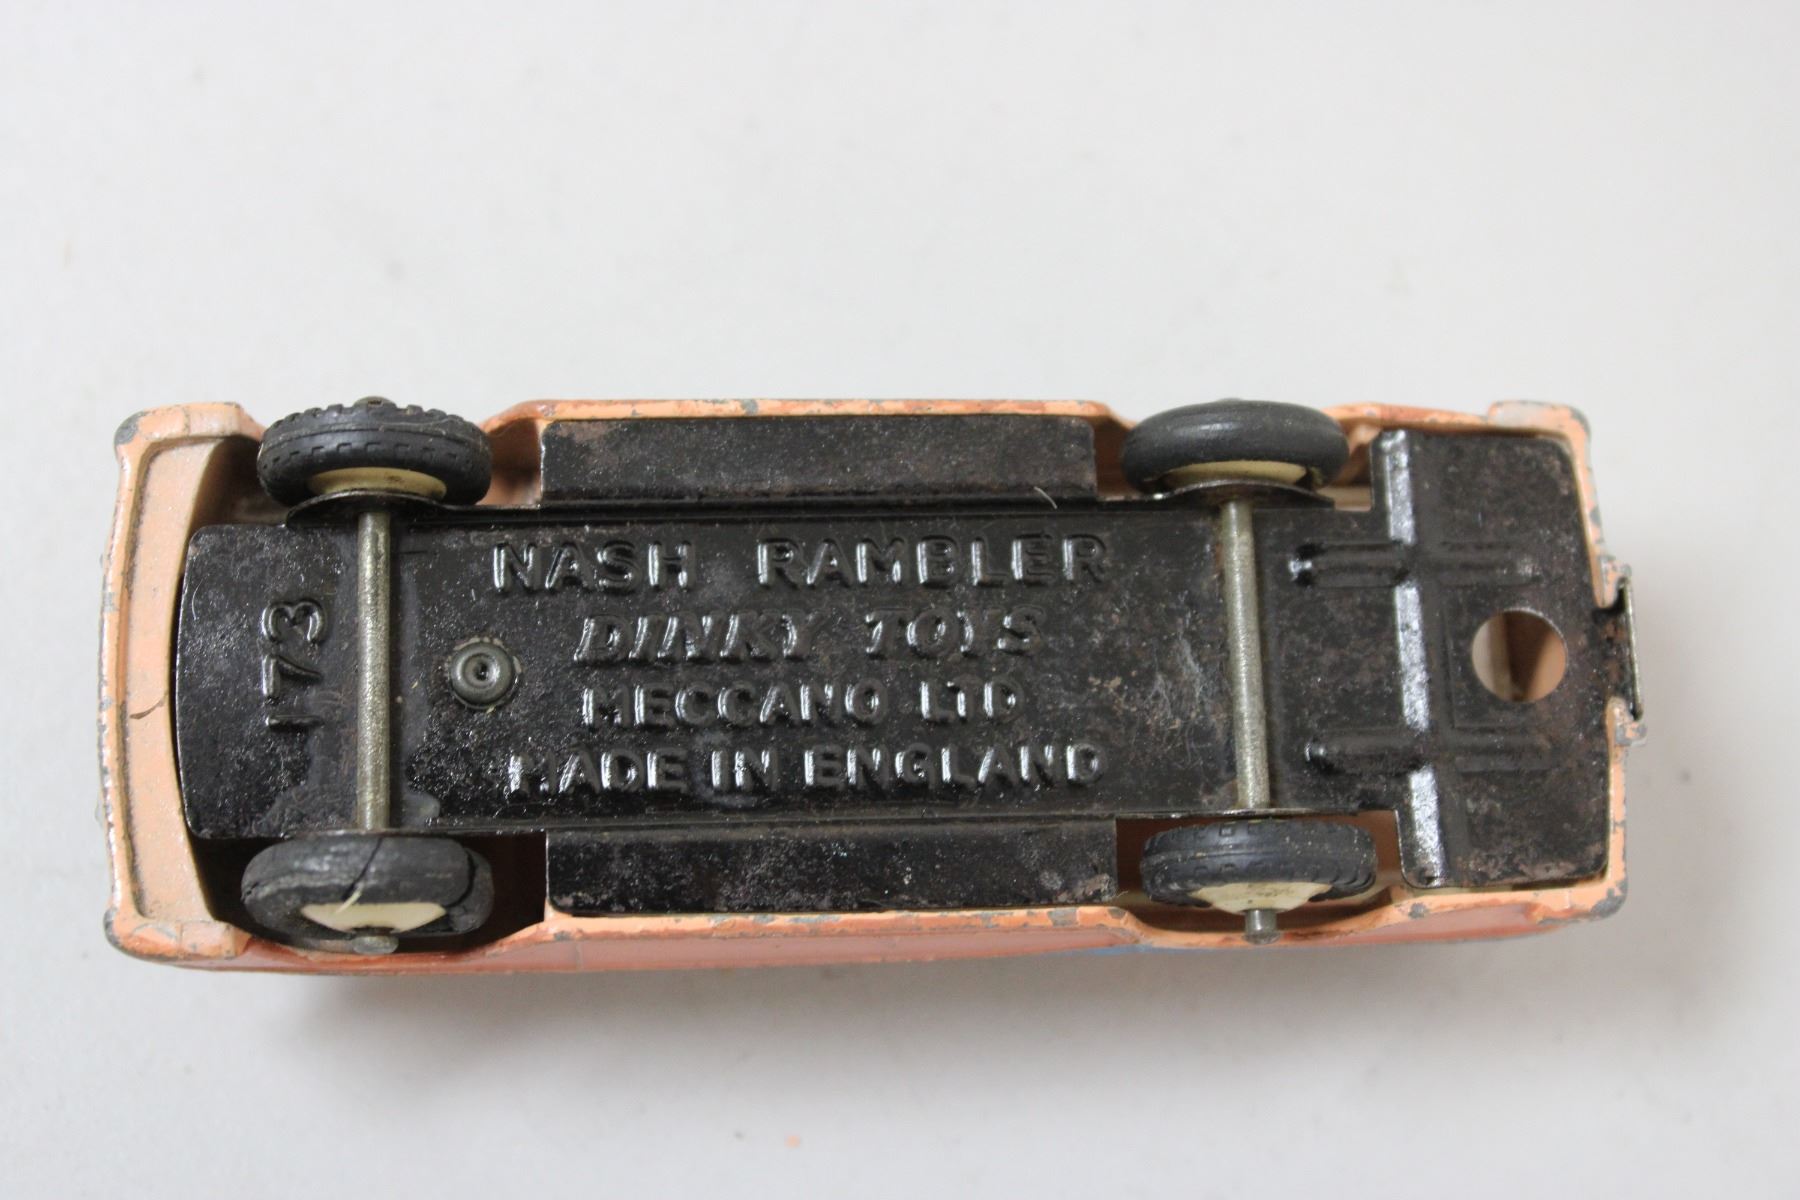 NASH RAMBLER
DINKY TOYS
MECCANO LTD
MADE IN ENGLAND
173